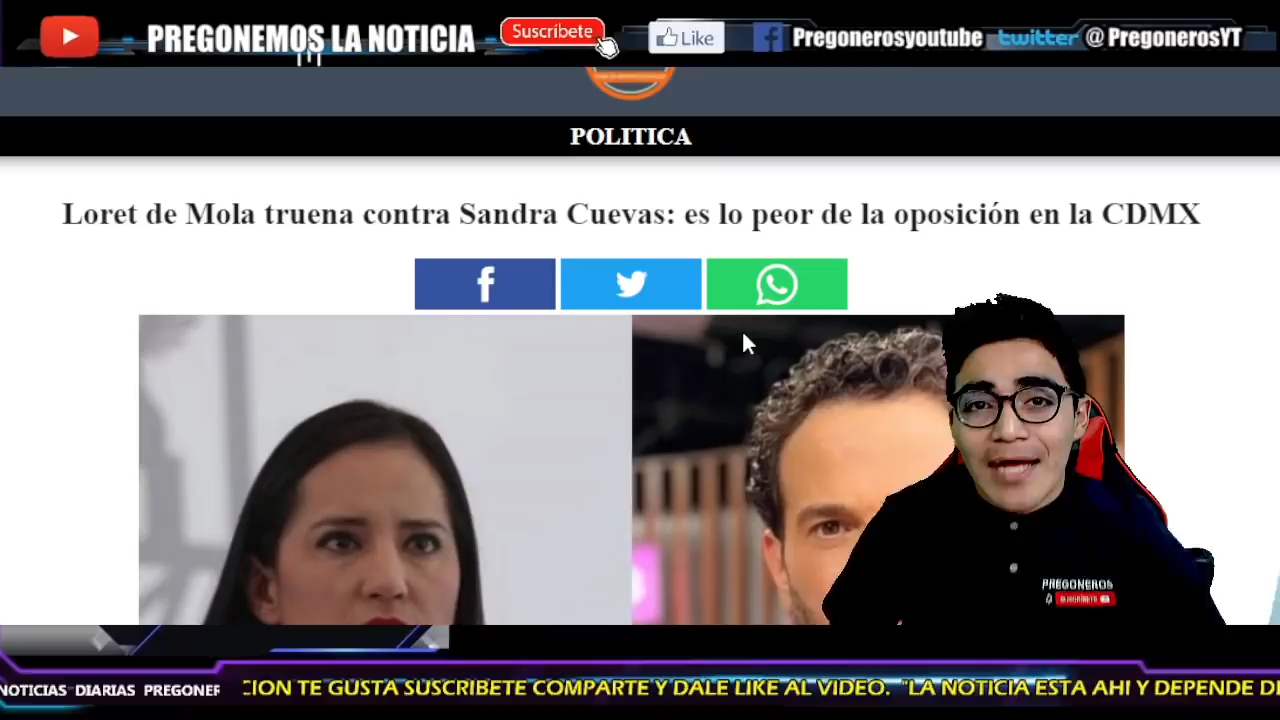 PREGONEMOS LA NOTICIA
Suscríbete
Like
Pregonerosyoutube
twitter @PregonerosYT
POLITICA
Loret de Mola truena contra Sandra Cuevas: es lo peor de la oposición en la CDMX
PREGONEROS
SUSCRIBETE
NOTICIAS DIARIAS PREGONER
CION TE GUSTA SUSCRIBETE COMPARTE Y DALE LIKE AL VIDEO. "LA NOTICIA ESTA AHI Y DEPENDE DE